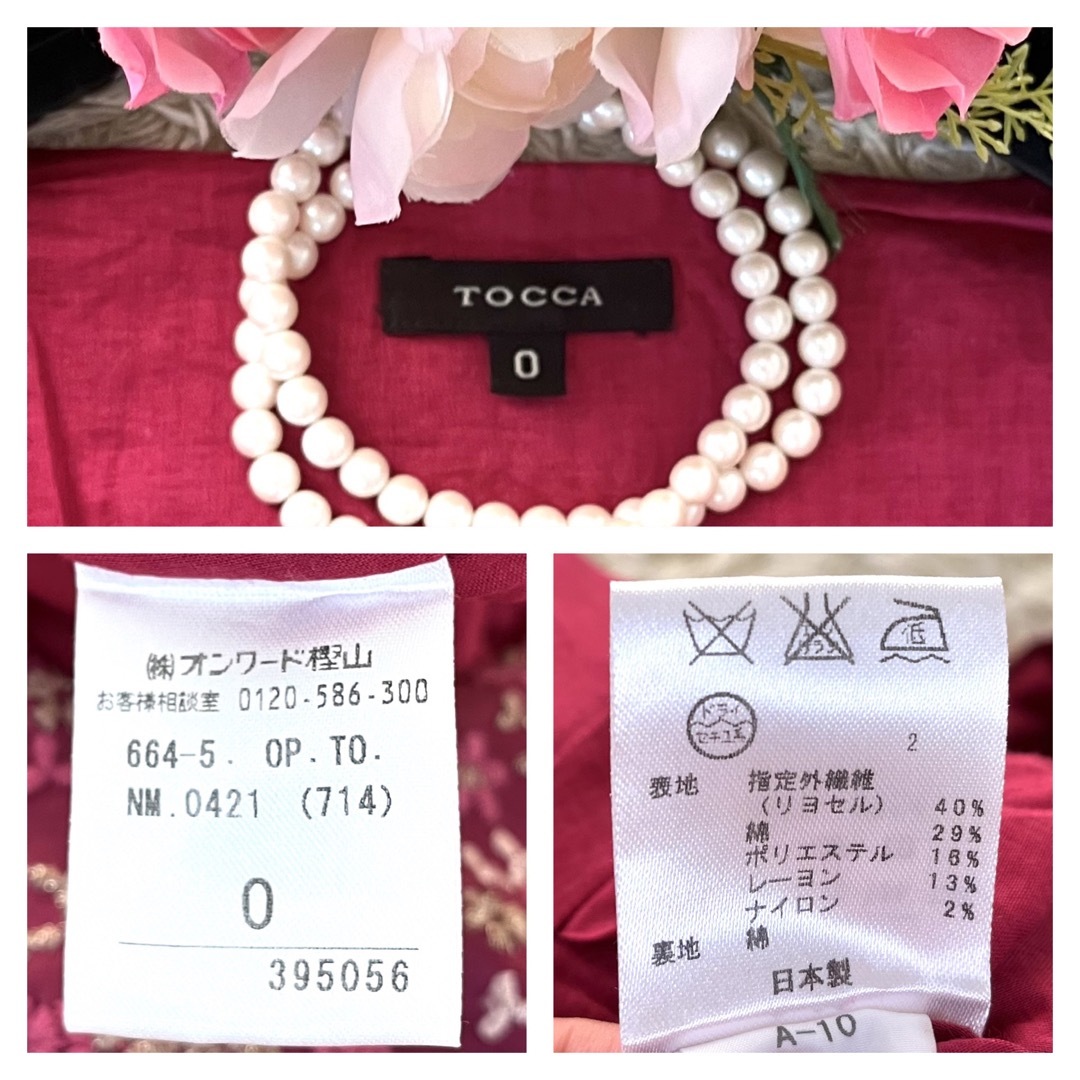 TOCCA
0
㈱オンワード樫山
お客様相談室 0120-586-300
664-5. OP.TO.
NM.0421 (714)
0
395056
低
ドライ
セキユ系
2
表地 指定外繊維
(リヨセル) 40%
綿 29%
ポリエステル 16%
レーヨン 13%
ナイロン 2%
裏地 綿
日本製
A-10